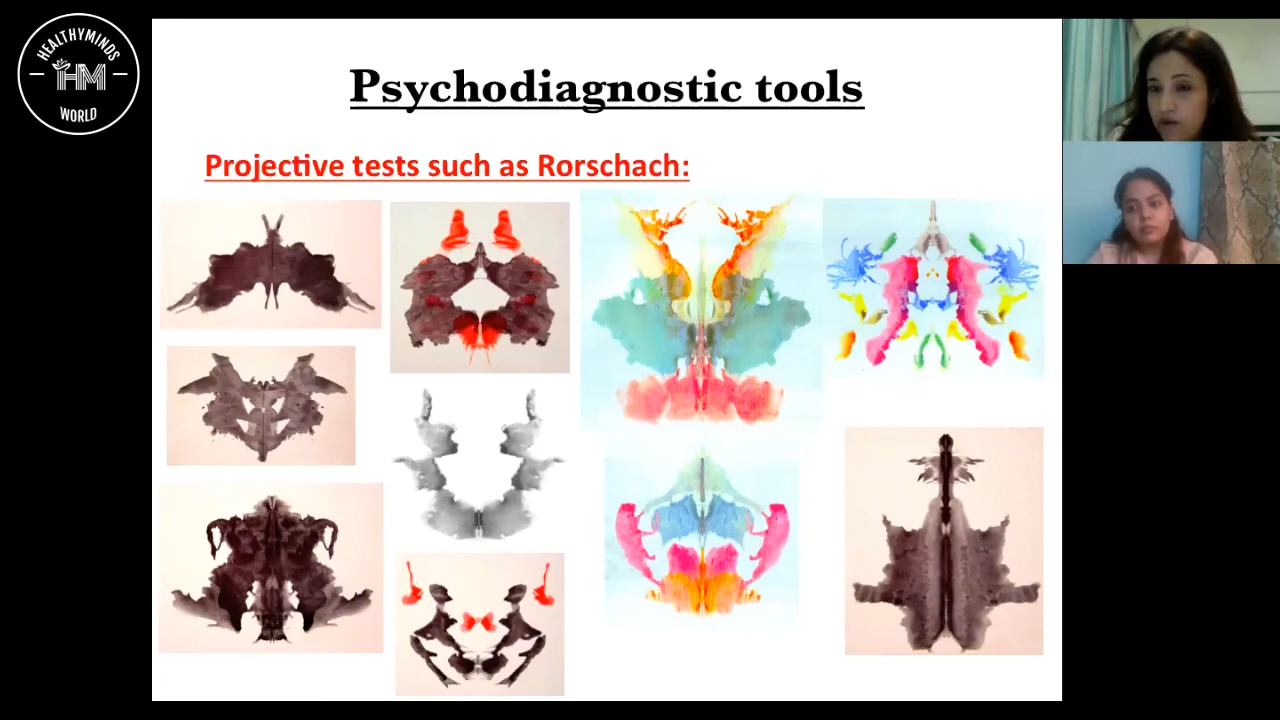 HEALTHYMINDS
HM
WORLD
Psychodiagnostic tools
Projective tests such as Rorschach: